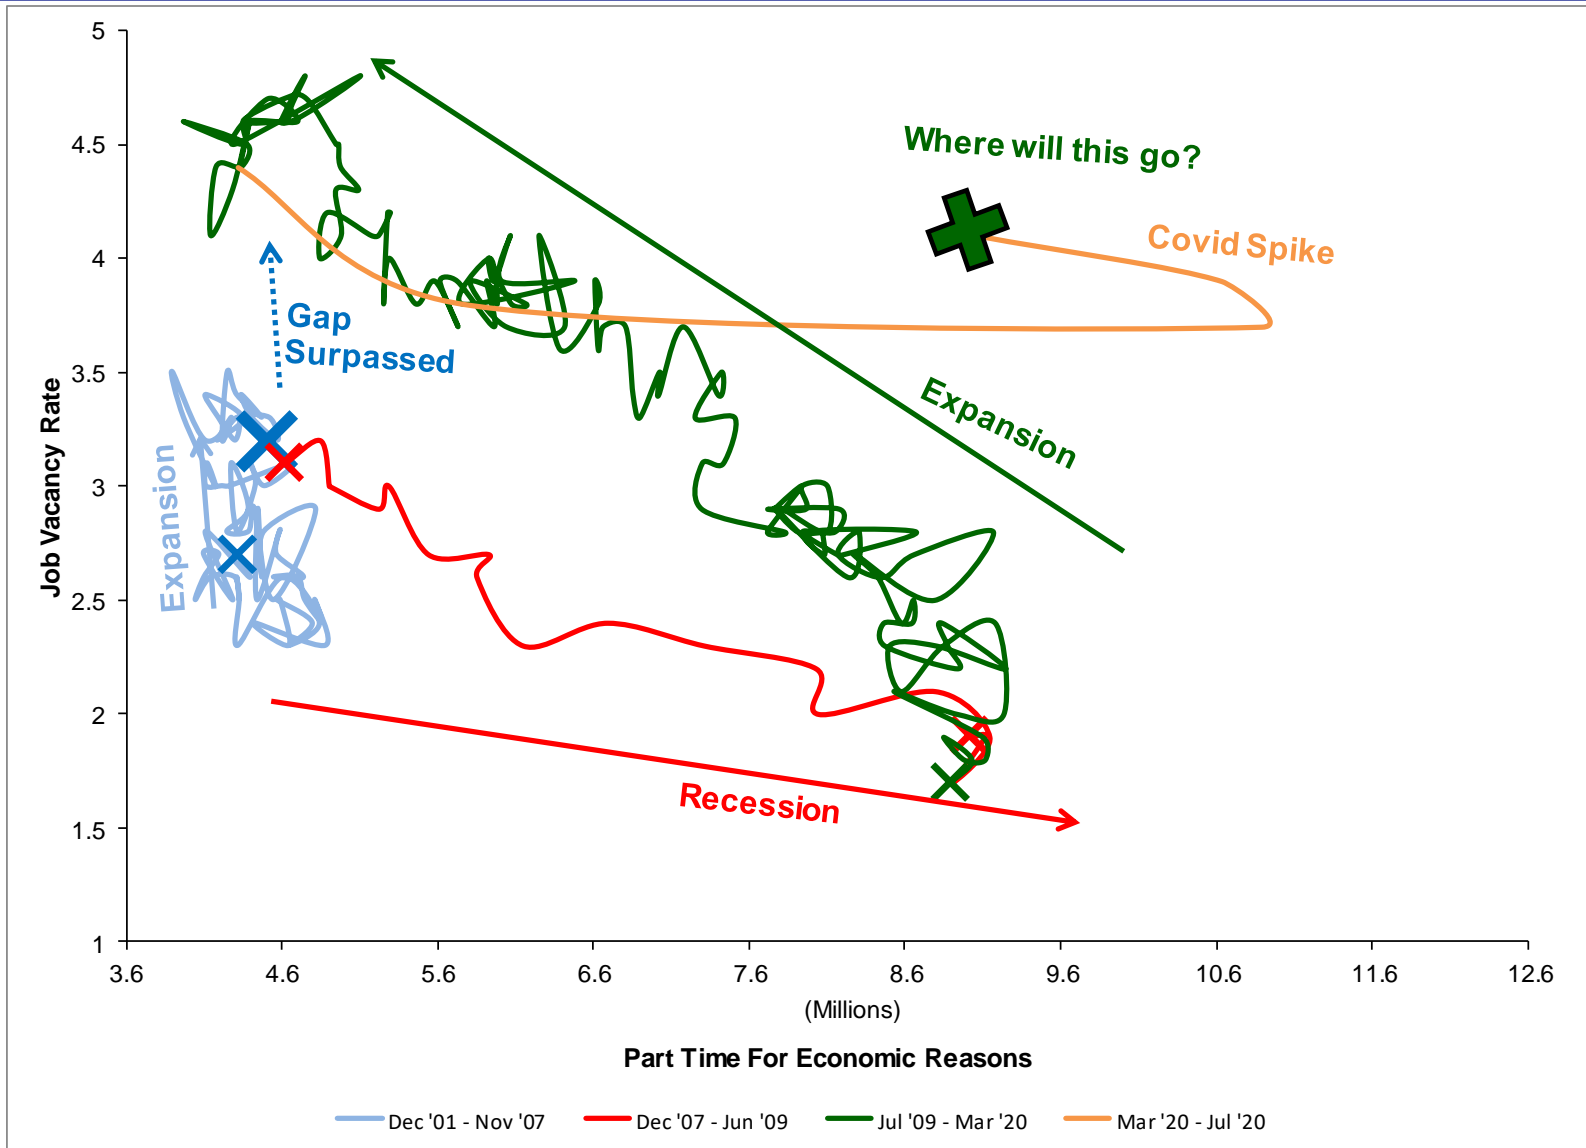 5
4.5
4
3.5
3
2.5
2
1.5
1
Job Vacancy Rate
Where will this go?
Covid Spike
Gap
Surpassed
Expansion
Expansion
Recession
3.6
4.6
5.6
6.6
7.6
8.6
9.6
10.6
11.6
12.6
(Millions)
Part Time For Economic Reasons
Dec '01 - Nov '07
Dec '07 - Jun '09
Jul '09 - Mar '20
Mar '20 - Jul '20